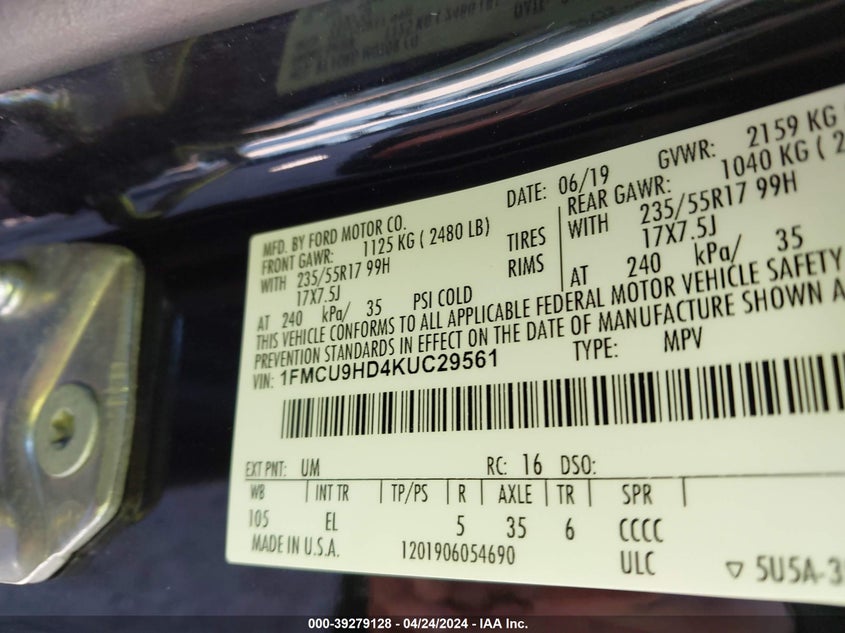 MFD. BY FORD MOTOR CO.
DATE: 06/19
GVWR: 2159 KG
FRONT GAWR: 1125 KG ( 2480 LB)
REAR GAWR: 1040 KG ( 2
WITH 235/55R17 99H TIRES WITH 235/55R17 99H
17X7.5J RIMS 17X7.5J
AT 240 kPa/ 35 PSI COLD AT 240 kPa/ 35
THIS VEHICLE CONFORMS TO ALL APPLICABLE FEDERAL MOTOR VEHICLE SAFETY
PREVENTION STANDARDS IN EFFECT ON THE DATE OF MANUFACTURE SHOWN A
VIN: 1FMCU9HD4KUC29561 TYPE: MPV
EXT PNT: UM RC: 16 DSO:
WB INT TR TP/PS R AXLE TR SPR
105 EL 5 35 6 CCCC
MADE IN U.S.A. 1201906054690 ULC 5U5A-3
000-39279128 - 04/24/2024 - IAA Inc.